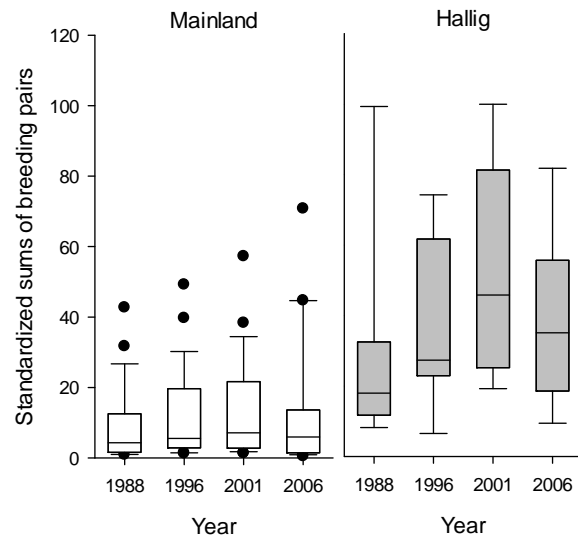 Mainland Hallig
Standardized sums of breeding pairs
120
100
80
60
40
20
0
1988 1996 2001 2006 1988 1996 2001 2006
Year Year